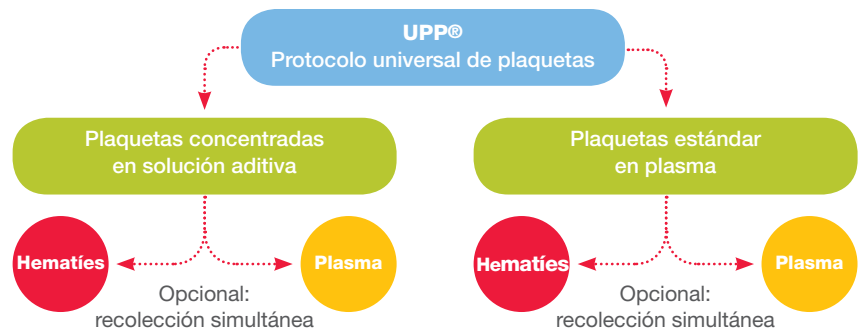 UPP®
Protocolo universal de plaquetas
Plaquetas concentradas
en solución aditiva
Plaquetas estándar
en plasma
Hematíes
Plasma
Opcional:
recolección simultánea
Hematíes
Plasma
Opcional:
recolección simultánea